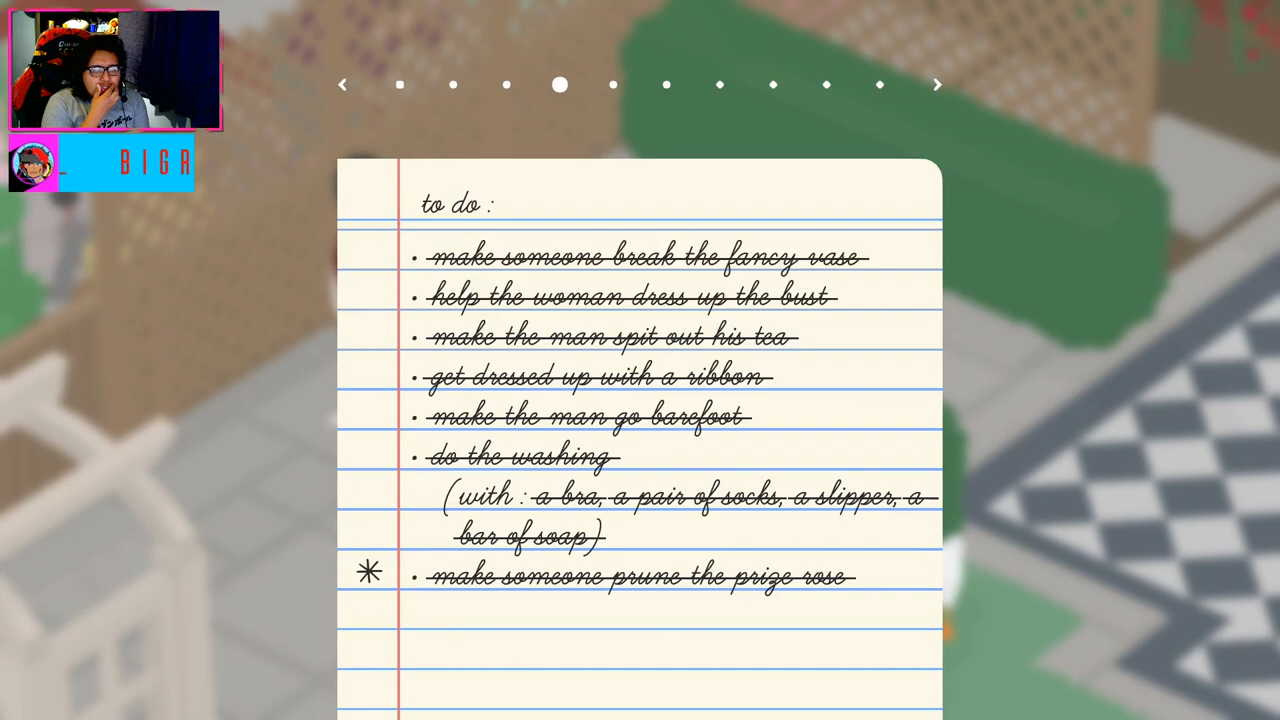 BIGR
to do :
• make someone break the fancy vase
• help the woman dress up the bust
• make the man spit out his tea
• get dressed up with a ribbon
• make the man go barefoot
• do the washing
(with : a bra, a pair of socks, a slipper, a
bar of soap)
• make someone prune the prize rose